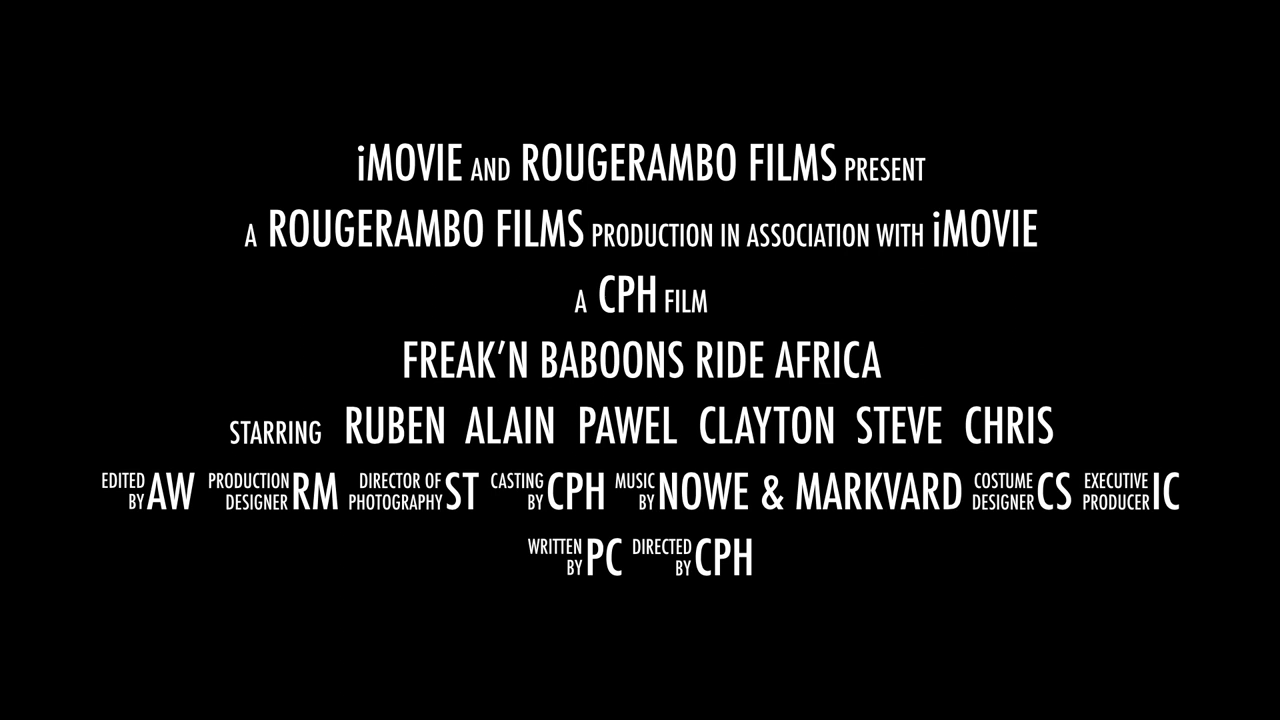 iMOVIE AND ROUGERAMBO FILMS PRESENT
A ROUGERAMBO FILMS PRODUCTION IN ASSOCIATION WITH iMOVIE
A CPH FILM
FREAK’N BABOONS RIDE AFRICA
STARRING RUBEN ALAIN PAWEL CLAYTON STEVE CHRIS
EDITED BY AW PRODUCTION DESIGNER RM DIRECTOR OF PHOTOGRAPHY ST CASTING BY CPH MUSIC BY NOWE & MARKVARD COSTUME DESIGNER CS EXECUTIVE PRODUCER IC
WRITTEN BY PC DIRECTED BY CPH